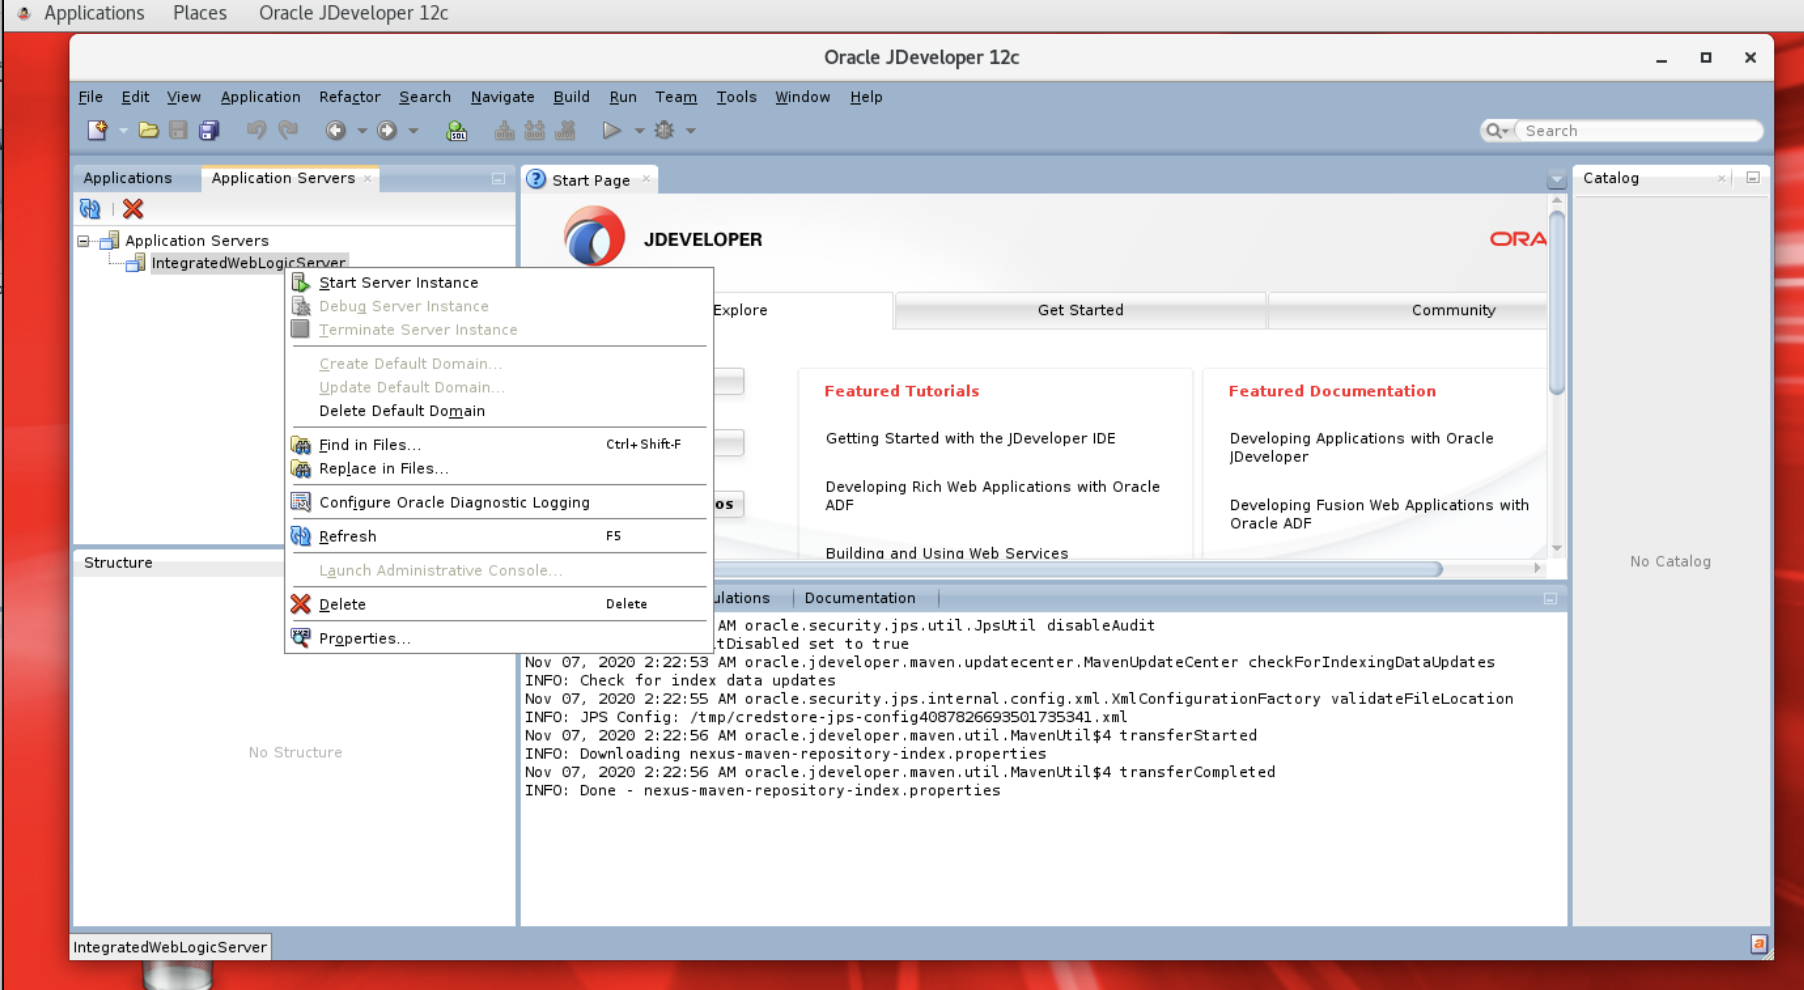 Applications Places Oracle JDeveloper 12c
Oracle JDeveloper 12c
File Edit View Application Refactor Search Navigate Build Run Team Tools Window Help
Search
Applications Application Servers
Start Page
Catalog
Application Servers
IntegratedWebLogicServer
JDEVELOPER
ORA
Start Server Instance
Debug Server Instance
Terminate Server Instance
Create Default Domain...
Update Default Domain...
Delete Default Domain
Find in Files... Ctrl+Shift-F
Replace in Files...
Configure Oracle Diagnostic Logging
Refresh F5
Launch Administrative Console...
Delete Delete
Properties...
Explore Get Started Community
os
Featured Tutorials
Getting Started with the JDeveloper IDE
Developing Rich Web Applications with Oracle
ADF
Building and Using Web Services
Featured Documentation
Developing Applications with Oracle
JDeveloper
Developing Fusion Web Applications with
Oracle ADF
No Catalog
Structure
No Structure
ulations Documentation
AM oracle.security.jps.util.JpsUtil disableAudit
tDisabled set to true
Nov 07, 2020 2:22:53 AM oracle.jdeveloper.maven.updatecenter.MavenUpdateCenter checkForIndexingDataUpdates
INFO: Check for index data updates
Nov 07, 2020 2:22:55 AM oracle.security.jps.internal.config.xml.XmlConfigurationFactory validateFileLocation
INFO: JPS Config: /tmp/credstore-jps-config4087826693501735341.xml
Nov 07, 2020 2:22:56 AM oracle.jdeveloper.maven.util.MavenUtil$4 transferStarted
INFO: Downloading nexus-maven-repository-index.properties
Nov 07, 2020 2:22:56 AM oracle.jdeveloper.maven.util.MavenUtil$4 transferCompleted
INFO: Done - nexus-maven-repository-index.properties
IntegratedWebLogicServer